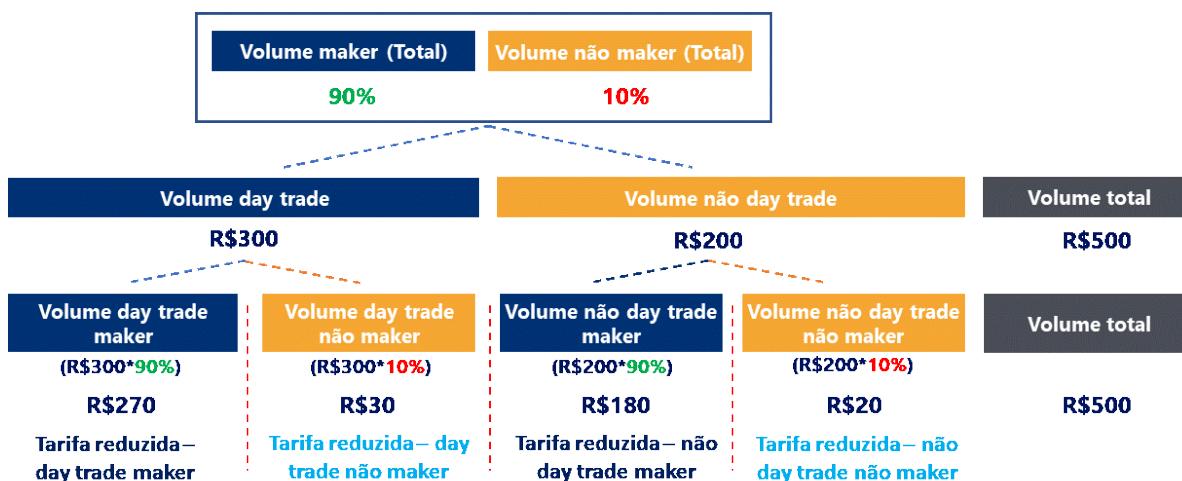 Volume maker (Total)
Volume não maker (Total)
90%
10%
Volume day trade
Volume não day trade
Volume total
R$300
R$200
R$500
Volume day trade
maker
Volume day trade
não maker
Volume não day trade
maker
Volume não day trade
não maker
Volume total
(R$300*90%)
(R$300*10%)
(R$200*90%)
(R$200*10%)
R$270
R$30
R$180
R$20
R$500
Tarifa reduzida–
day trade maker
Tarifa reduzida– day
trade não maker
Tarifa reduzida– não
day trade maker
Tarifa reduzida– não
day trade não maker